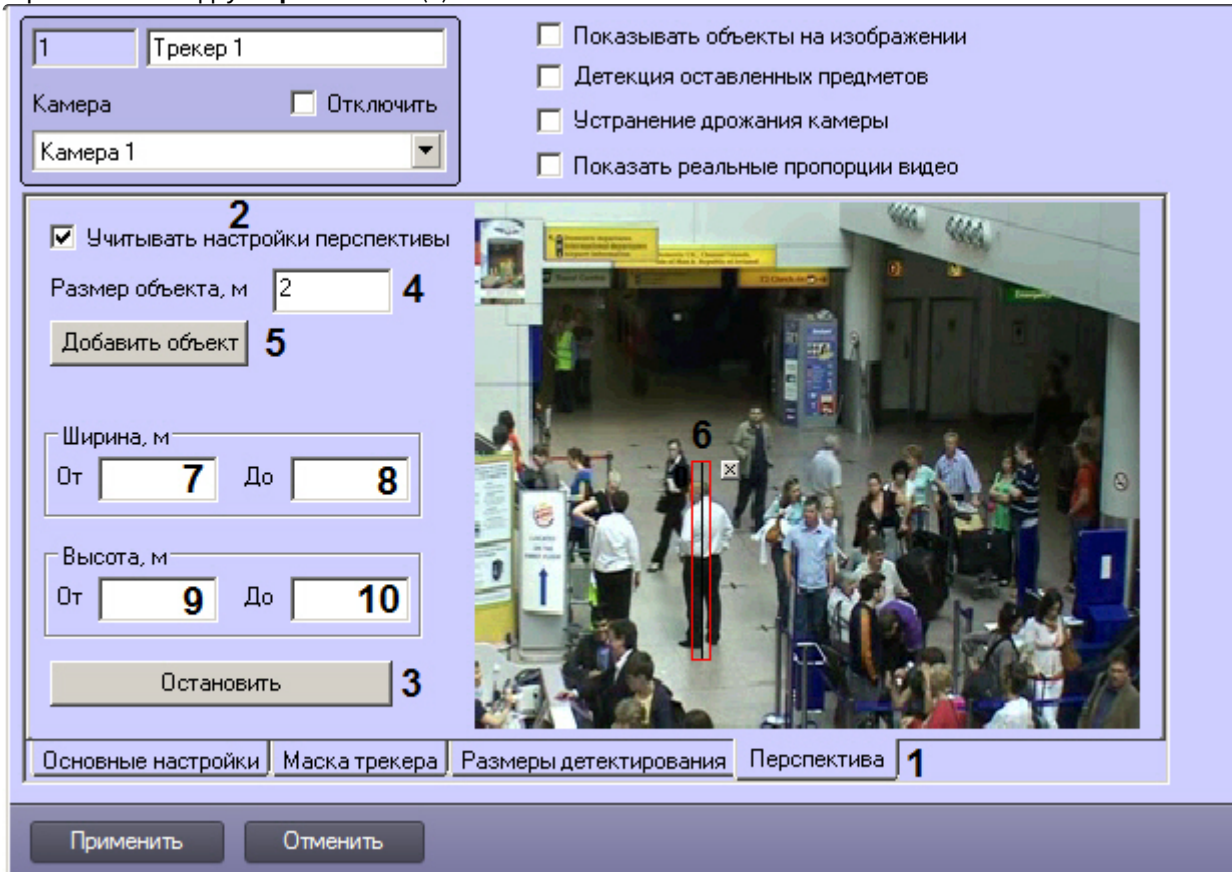 1 Трекер 1
Показывать объекты на изображении
Детекция оставленных предметов
Камера Отключить
Устранение дрожания камеры
Камера 1
Показать реальные пропорции видео
2
Учитывать настройки перспективы
Размер объекта, м 2 4
Добавить объект 5
Ширина, м
От 7 До 8
Высота, м
От 9 До 10
Остановить 3
6
Основные настройки Маска трекера Размеры детектирования Перспектива 1
Применить Отменить